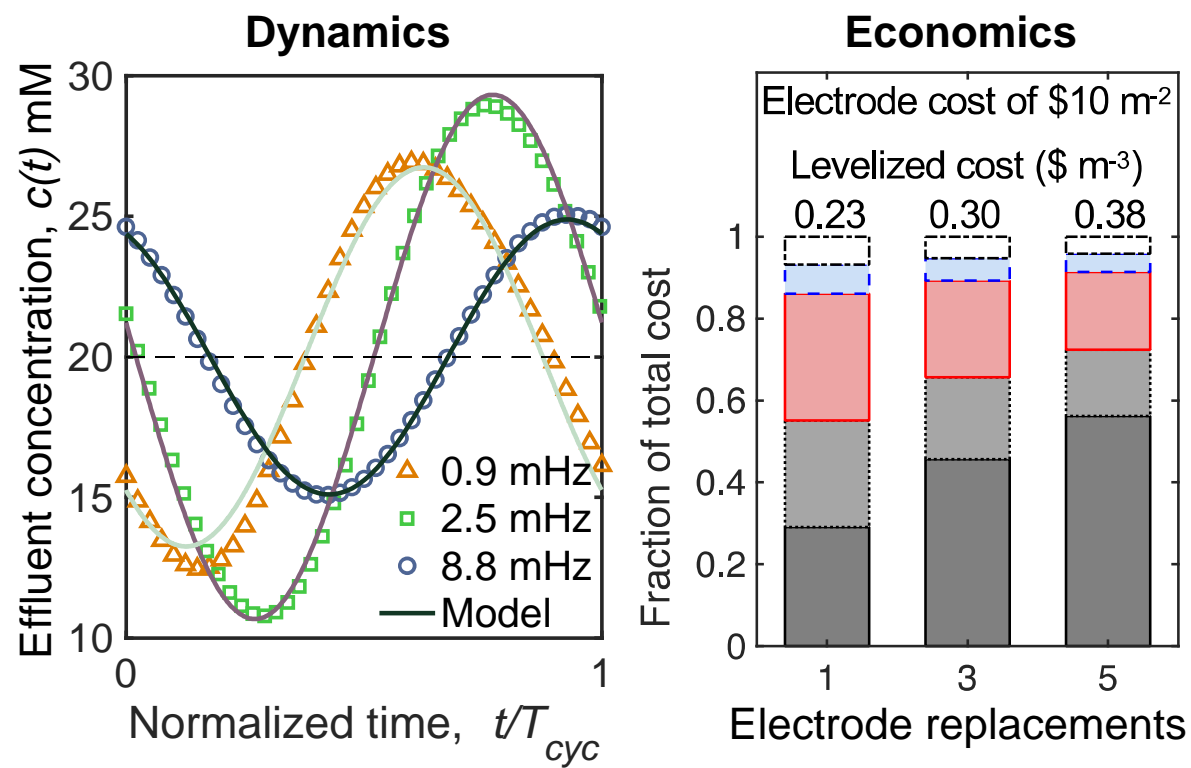 Dynamics
Effluent concentration, c(t) mM
30
25
20
15
10
0.9 mHz
2.5 mHz
8.8 mHz
Model
0
1
Normalized time, t/T_cyc
Economics
Electrode cost of $10 m-2
Levelized cost ($ m-3)
0.23 0.30 0.38
Fraction of total cost
1
0.8
0.6
0.4
0.2
0
1 3 5
Electrode replacements